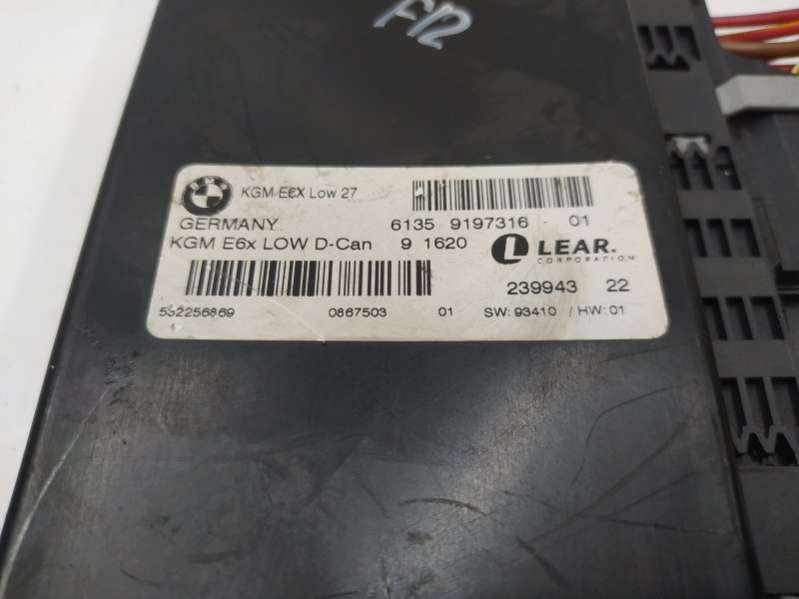 F12
KGM E6X Low 27
GERMANY 6135 9197316 - 01
KGM E6x LOW D-Can 9 1620 LEAR.
CORPORATION
239943 22
532256869 0867503 01 SW: 93410 / HW: 01